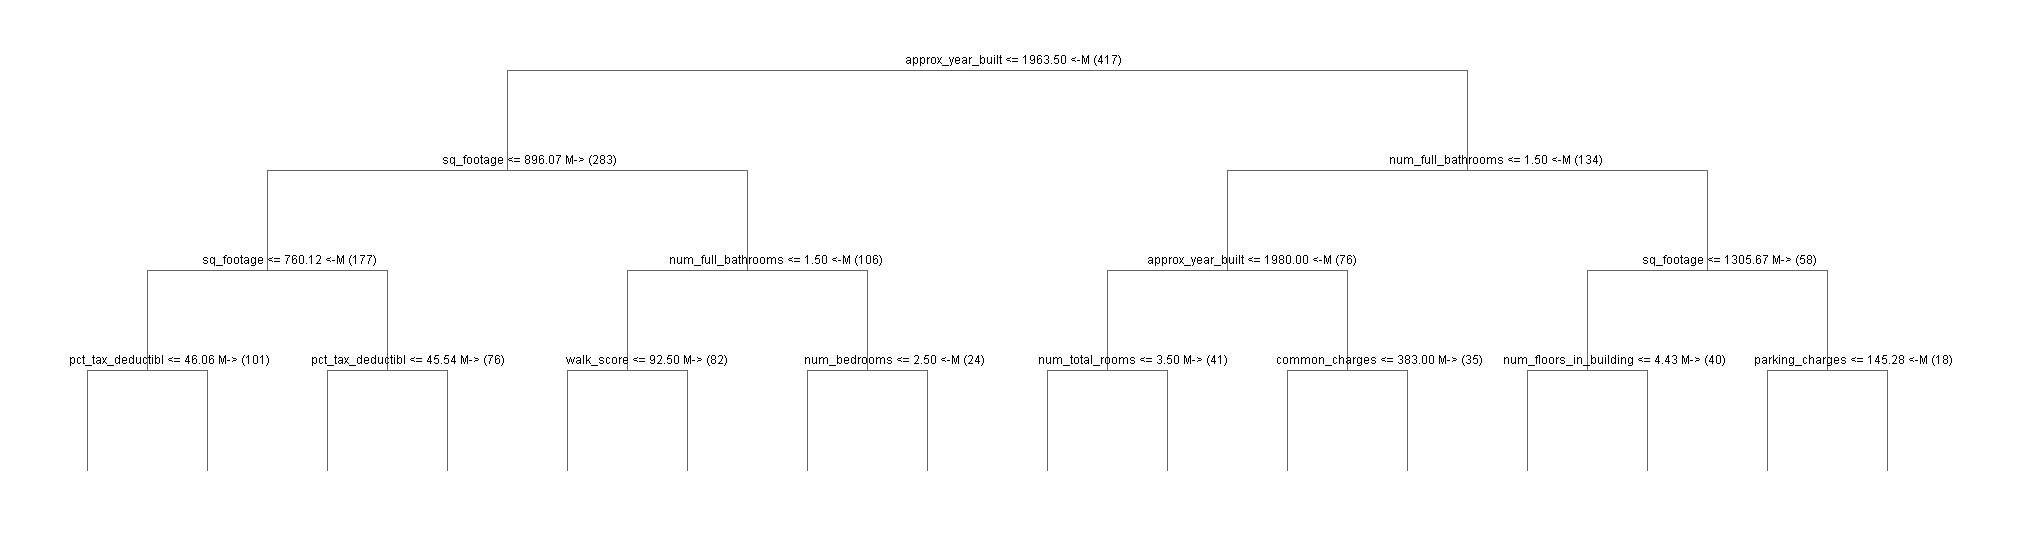 approx_year_built <= 1963.50 <-M (417)
sq_footage <= 896.07 M-> (283)
num_full_bathrooms <= 1.50 <-M (134)
sq_footage <= 760.12 <-M (177)
num_full_bathrooms <= 1.50 <-M (106)
approx_year_built <= 1980.00 <-M (76)
sq_footage <= 1305.67 M-> (58)
pct_tax_deductibl <= 46.06 M-> (101)
pct_tax_deductibl <= 45.54 M-> (76)
walk_score <= 92.50 M-> (82)
num_bedrooms <= 2.50 <-M (24)
num_total_rooms <= 3.50 M-> (41)
common_charges <= 383.00 M-> (35)
num_floors_in_building <= 4.43 M-> (40)
parking_charges <= 145.28 <-M (18)